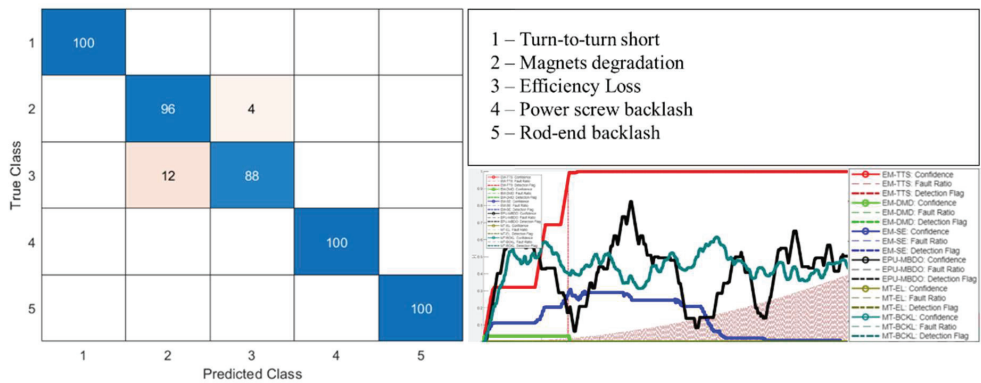 1
2
3
4
5
True Class
100
96
4
12
88
100
100
1
2
3
4
5
Predicted Class
1 – Turn-to-turn short
2 – Magnets degradation
3 – Efficiency Loss
4 – Power screw backlash
5 – Rod-end backlash
EM-TTS: Confidence
EM-TTS: Fault Ratio
EM-TTS: Detection Flag
EM-DMD: Confidence
EM-DMD: Fault Ratio
EM-DMD: Detection Flag
EM-SE: Confidence
EM-SE: Fault Ratio
EM-SE: Detection Flag
EPU-MBDO: Confidence
EPU-MBDO: Fault Ratio
EPU-MBDO: Detection Flag
MT-EL: Confidence
MT-EL: Fault Ratio
MT-EL: Detection Flag
MT-BCKL: Confidence
MT-BCKL: Fault Ratio
MT-BCKL: Detection Flag